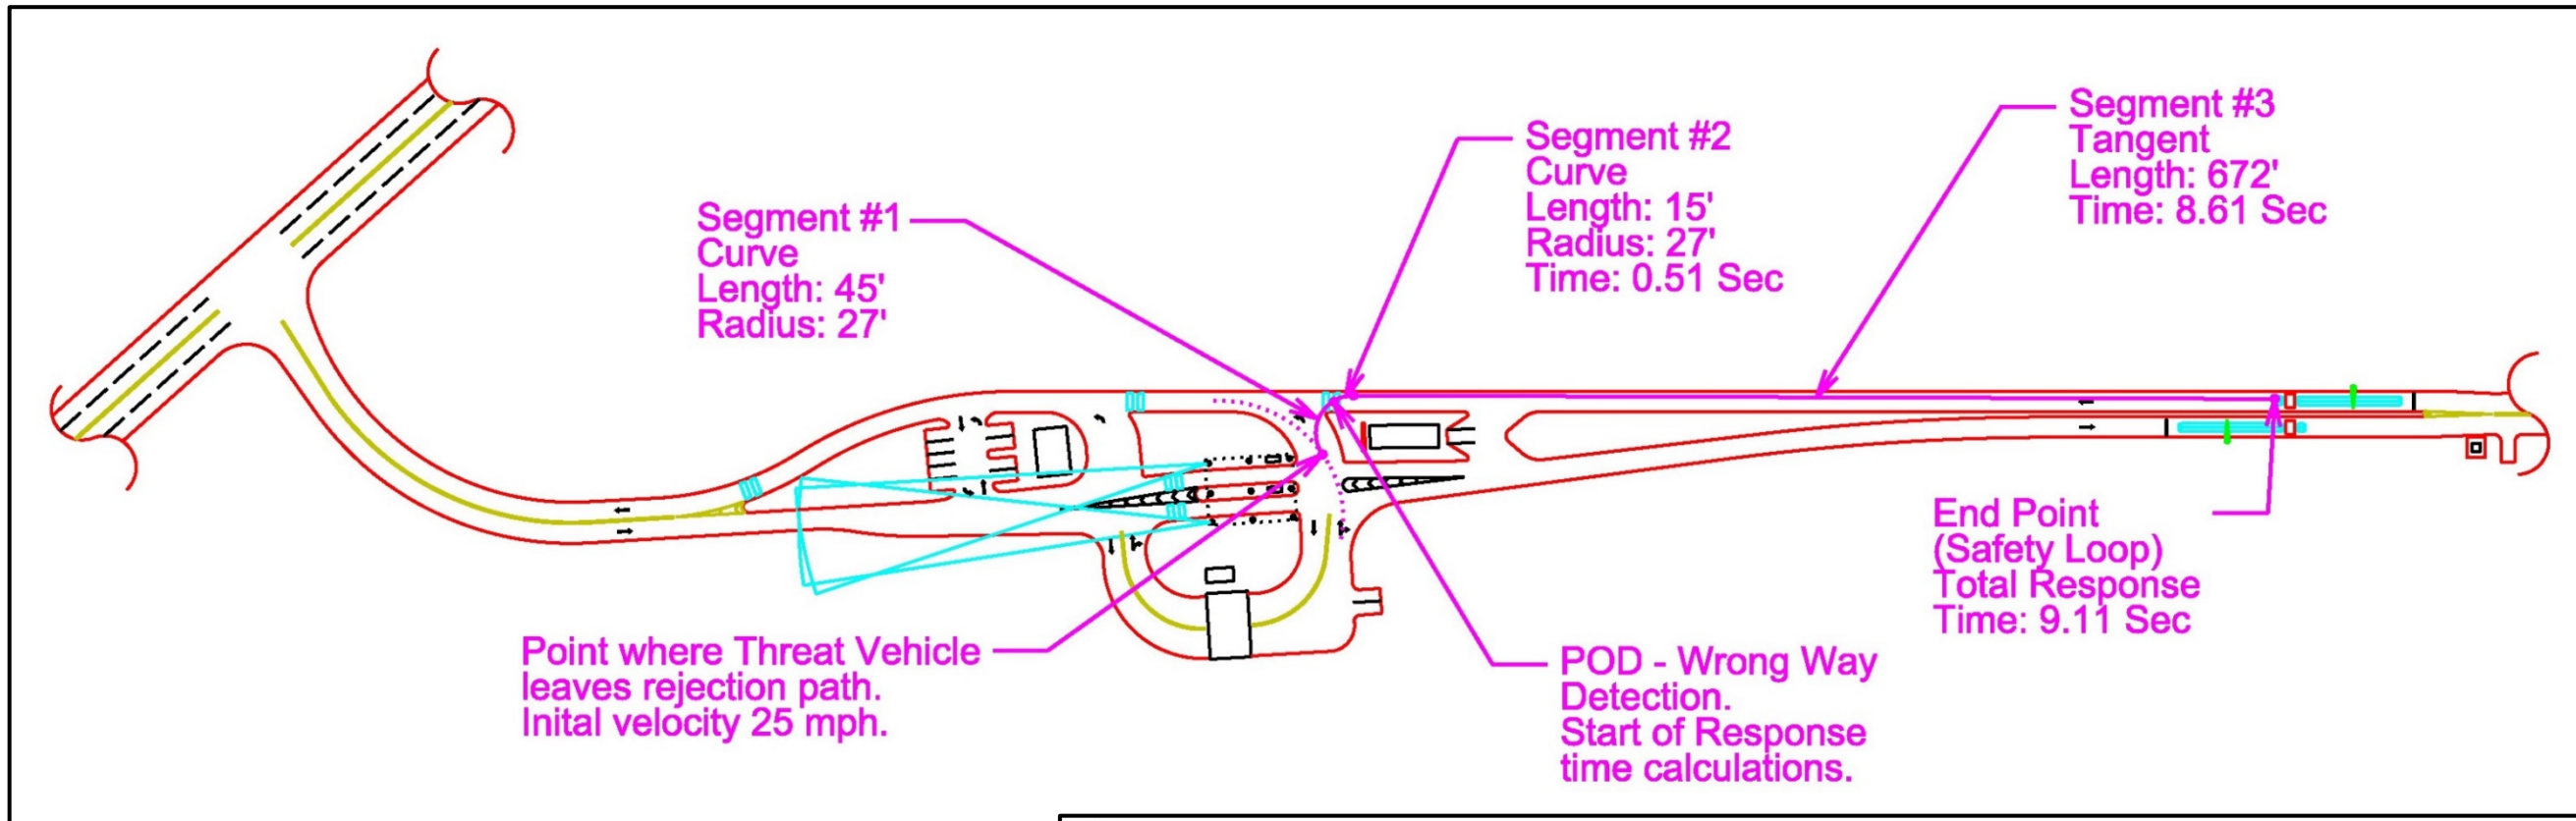 Segment #1
Curve
Length: 45'
Radius: 27'
Segment #2
Curve
Length: 15'
Radius: 27'
Time: 0.51 Sec
Segment #3
Tangent
Length: 672'
Time: 8.61 Sec
Point where Threat Vehicle
leaves rejection path.
Inital velocity 25 mph.
POD - Wrong Way
Detection.
Start of Response
time calculations.
End Point
(Safety Loop)
Total Response
Time: 9.11 Sec